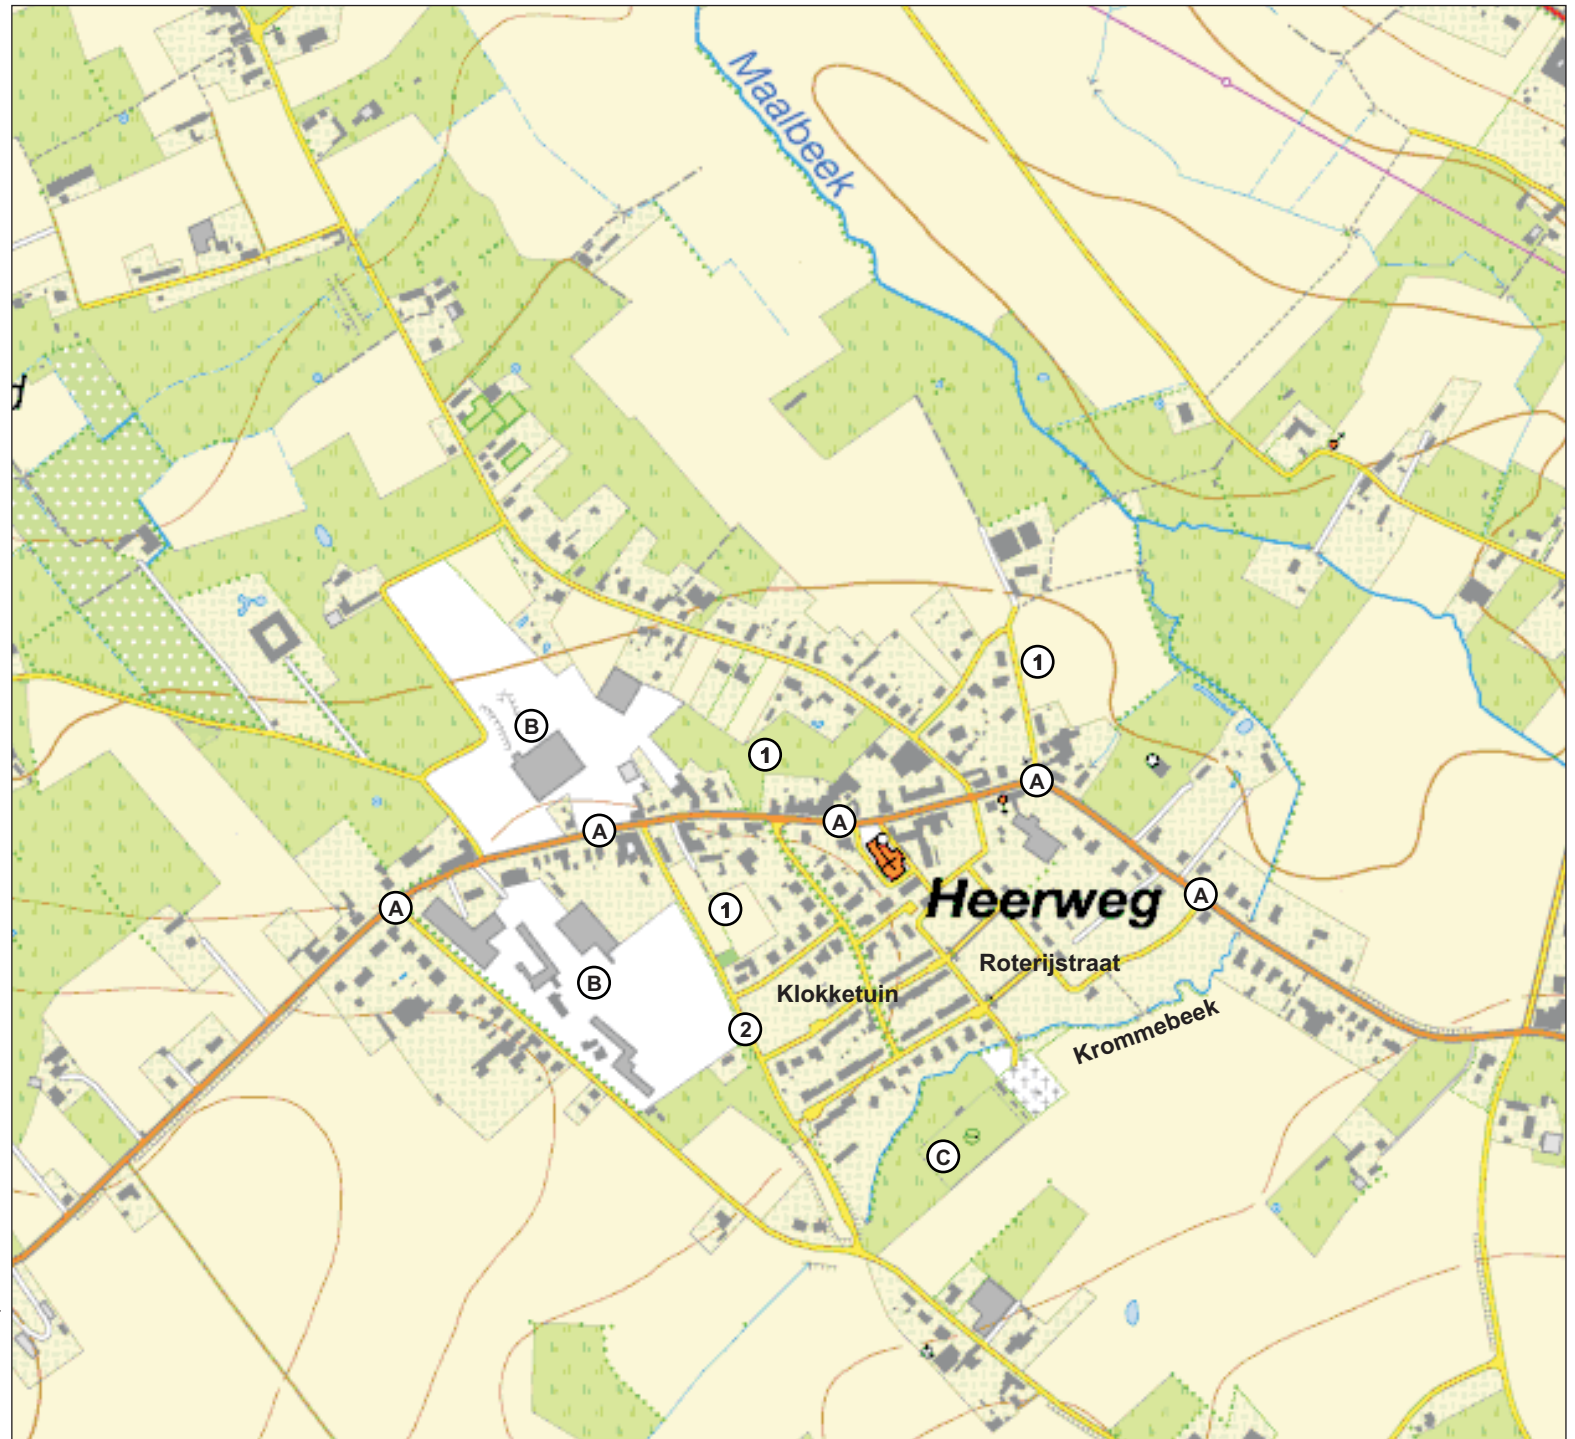 Maalbeek
1
B
1
A
A
A
A
A
Heerweg
1
Roterijstraat
B
Klokketuin
2
Krommebeek
C